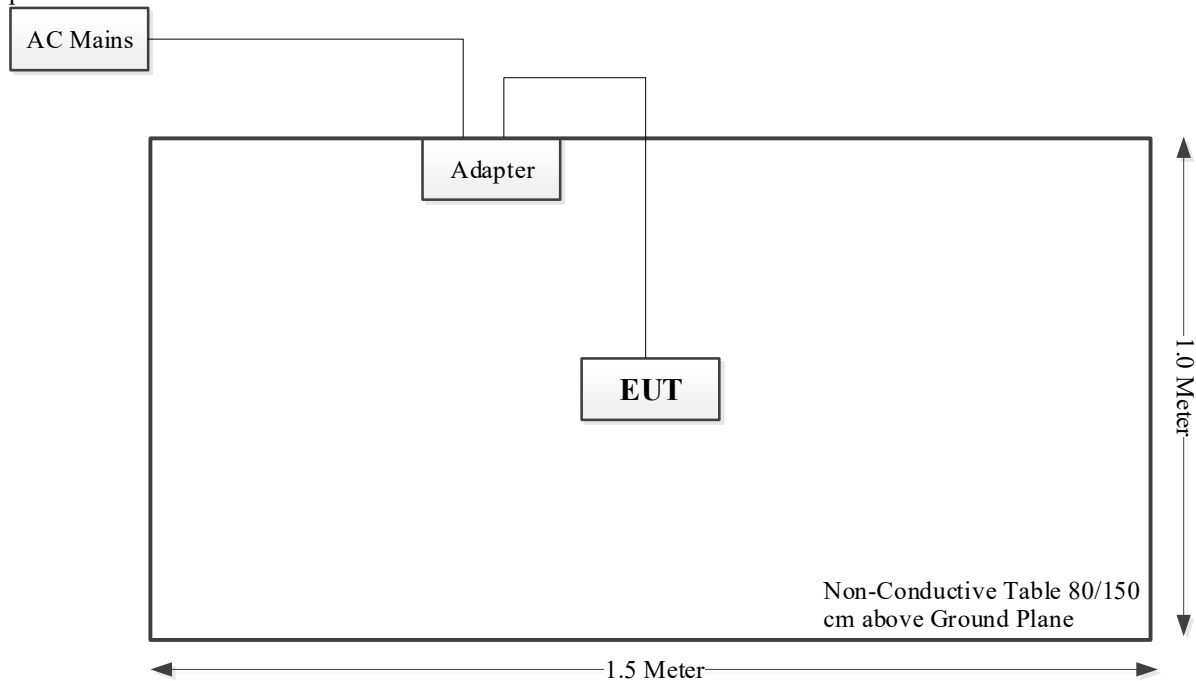 AC Mains
Adapter
EUT
1.0 Meter
Non-Conductive Table 80/150
cm above Ground Plane
1.5 Meter